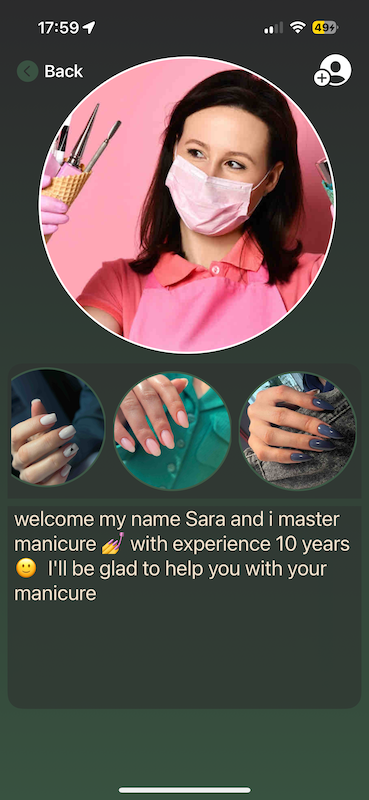 17:59
49
Back
welcome my name Sara and i master
manicure 💅 with experience 10 years
🙂 I'll be glad to help you with your
manicure